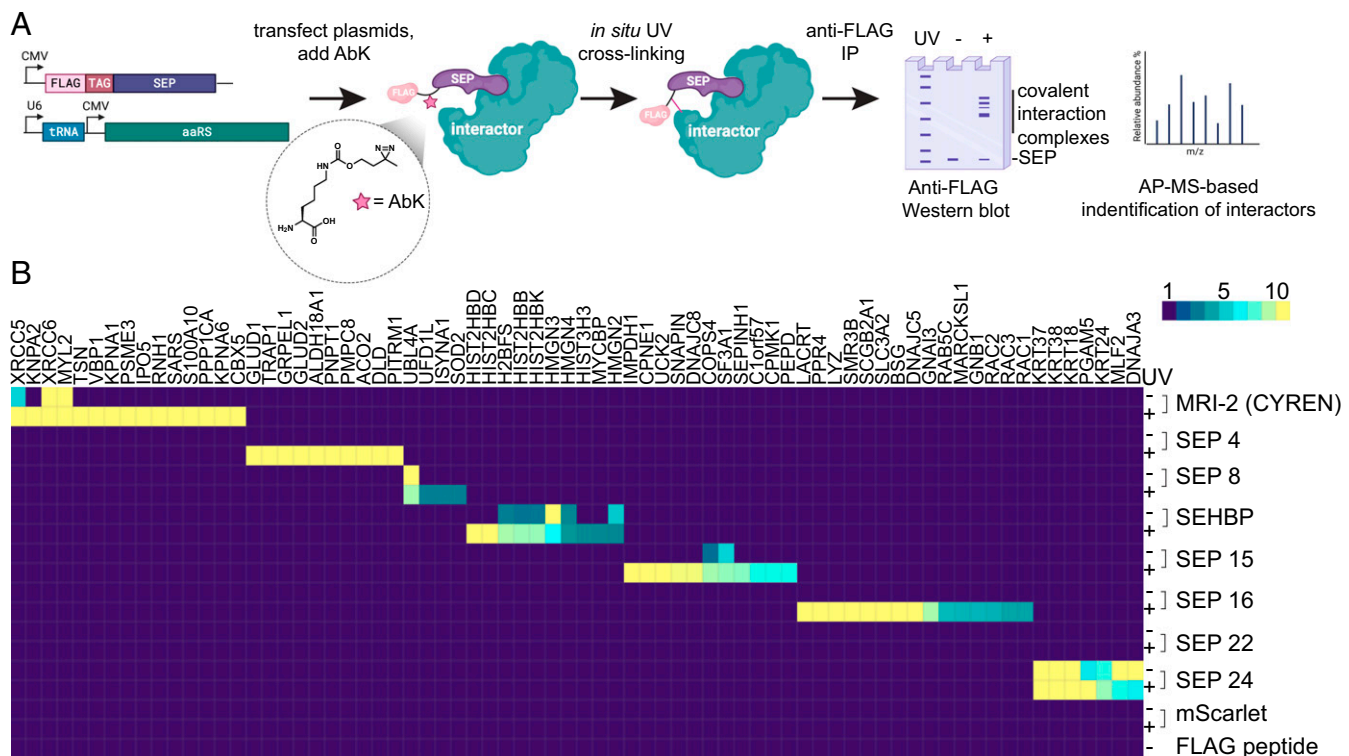 A
transfect plasmids,
add AbK
in situ UV
cross-linking
anti-FLAG
IP
UV - +
CMV
FLAG TAG SEP
U6 CMV
tRNA aaRS
FLAG
SEP
interactor
FLAG
SEP
interactor
covalent
interaction
complexes
-SEP
Relative abundance %
m/z
N=N
HN
O
O
= AbK
H₂N
OH
O
Anti-FLAG
Western blot
AP-MS-based
indentification of interactors
B
1 5 10
XRCC5
KNPA2
XRCC6
MYL2
TSN
VBP1
KPNA1
PSME3
IPO5
RNH1
SARS
S100A10
PPP1CA
KPNA6
CBX5
GLUD1
TRAP1
GRPEL1
GLUD2
ALDH18A1
PNPT1
PMPC8
ACO2
DLD
PITRM1
UBL4A
UFD1L
ISYNA1
SOD2
HIST2HBD
HIST2HBC
H2BFS
HIST2HBB
HIST2HBK
HMGN3
HMGN4
HIST3H3
MYCBP
HMGN2
IMPDH1
CPNE1
UCK2
SNAPIN
DNAJC8
COPS4
SF3A1
SEPINH1
C1orf57
CPMK1
PEPD
LACRT
PPR4
LYZ
SMR3B
SCGB2A1
SLC3A2
BSG
DNAJC5
GNAI3
RAB5C
MARCKSL1
GNB1
RAC2
RAC3
RAC1
KRT37
KRT38
KRT18
PGAM5
KRT24
MLF2
DNAJA3
UV
- + MRI-2 (CYREN)
- + SEP 4
- + SEP 8
- + SEHBP
- + SEP 15
- + SEP 16
- + SEP 22
- + SEP 24
- + mScarlet
- FLAG peptide